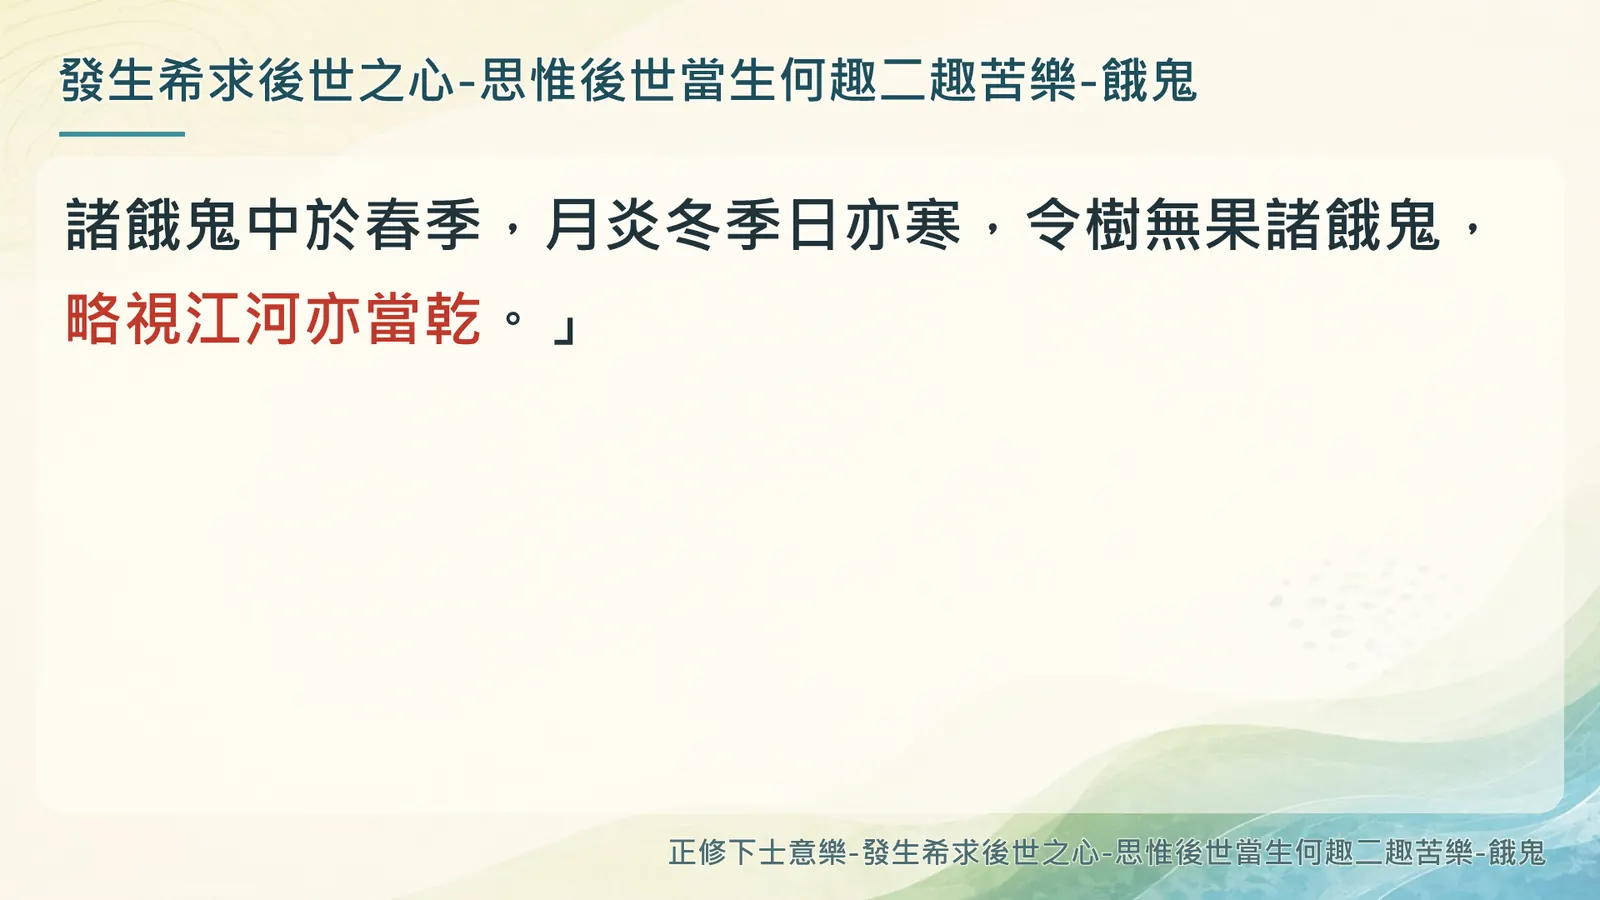 發生希求後世之心-思惟後世當生何趣二趣苦樂-餓鬼
諸餓鬼中於春季，月炎冬季日亦寒，令樹無果諸餓鬼，
略視江河亦當乾。」
正修下士意樂-發生希求後世之心-思惟後世當生何趣二趣苦樂-餓鬼